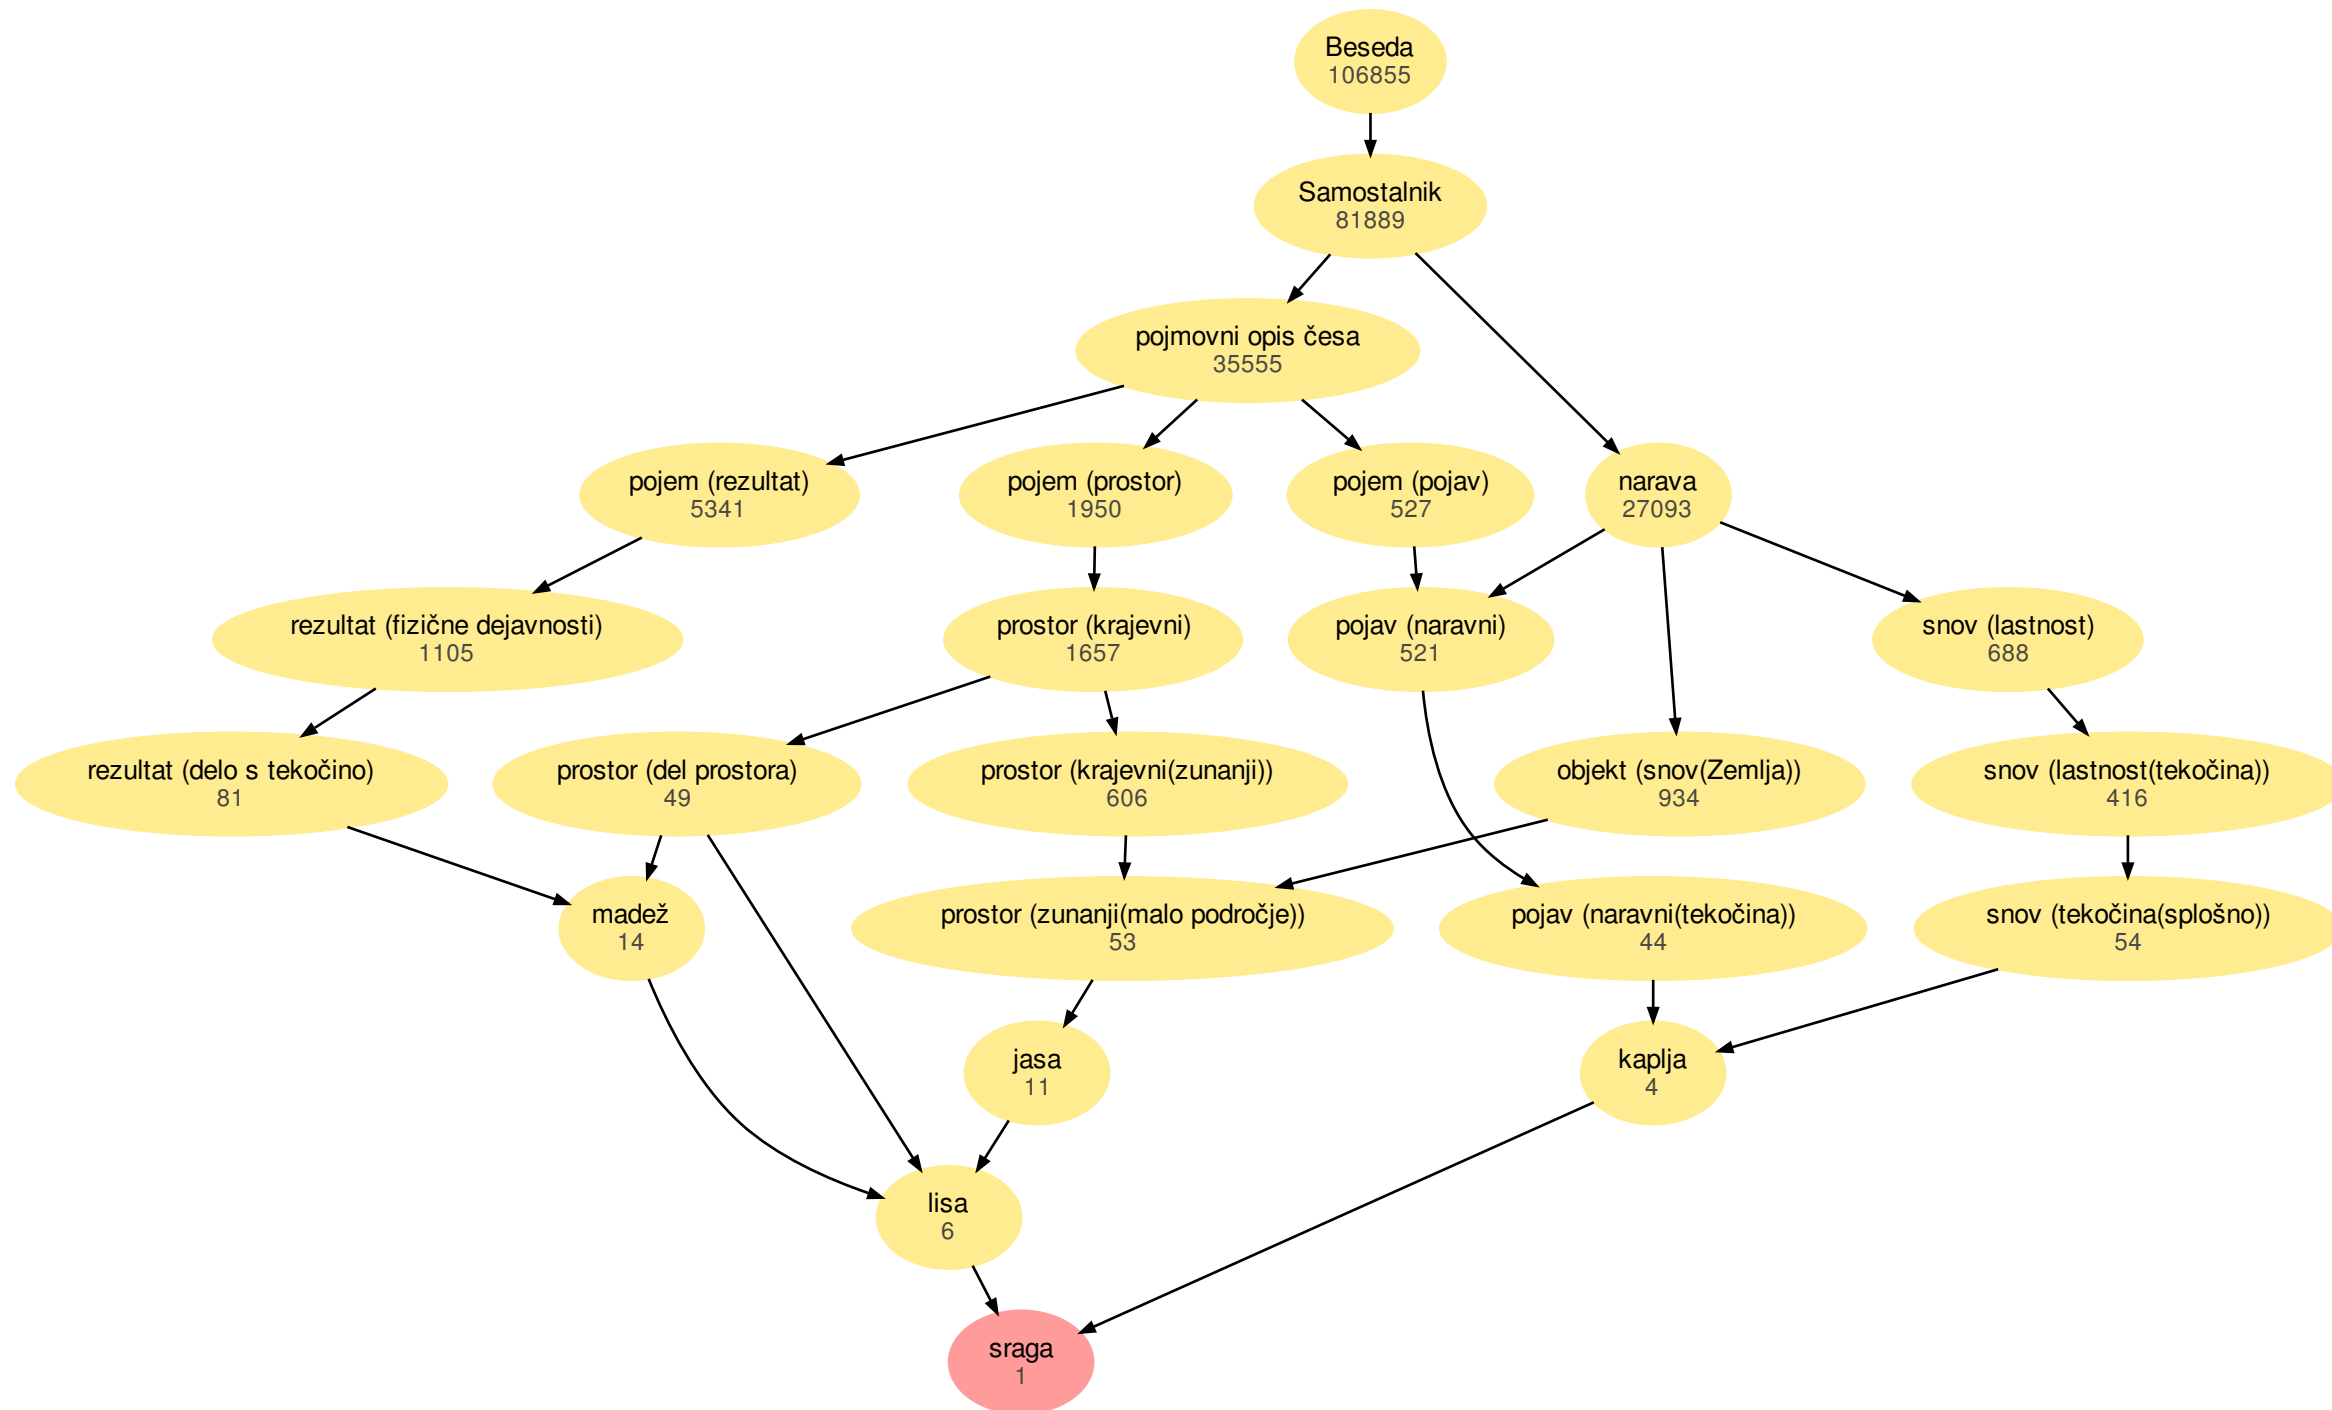 Beseda
106855
Samostalnik
81889
pojmovni opis česa
35555
pojem (rezultat)
5341
pojem (prostor)
1950
pojem (pojav)
527
narava
27093
rezultat (fizične dejavnosti)
1105
prostor (krajevni)
1657
pojav (naravni)
521
snov (lastnost)
688
rezultat (delo s tekočino)
81
prostor (del prostora)
49
prostor (krajevni(zunanji))
606
objekt (snov(Zemlja))
934
snov (lastnost(tekočina))
416
madež
14
prostor (zunanji(malo področje))
53
pojav (naravni(tekočina))
44
snov (tekočina(splošno))
54
jasa
11
kaplja
4
lisa
6
sraga
1